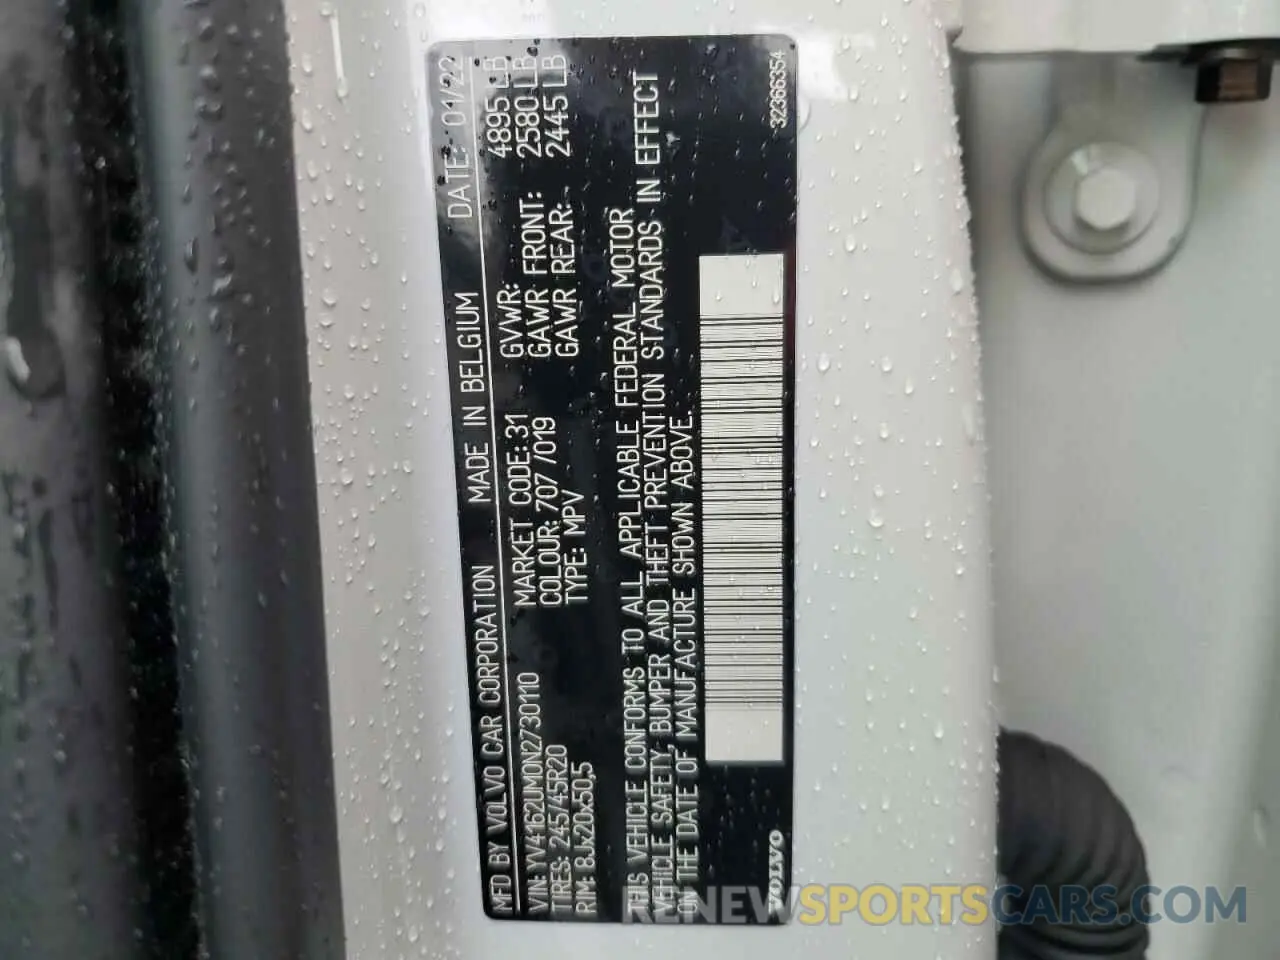 MFD BY VOLVO CAR CORPORATION MADE IN BELGIUM DATE: 01/22
VIN: YV4162UM0N2730110 MARKET CODE: 31 GVWR: 4895 LB
TIRES: 245/45R20 COLOUR: 707 7019 GAWR FRONT: 2580 LB
RIM: 8Jx20x50,5 TYPE: MPV GAWR REAR: 2445 LB
THIS VEHICLE CONFORMS TO ALL APPLICABLE FEDERAL MOTOR
VEHICLE SAFETY, BUMPER AND THEFT PREVENTION STANDARDS IN EFFECT
ON THE DATE OF MANUFACTURE SHOWN ABOVE.
VOLVO 32366354
RENEWSPORTSCARS.COM